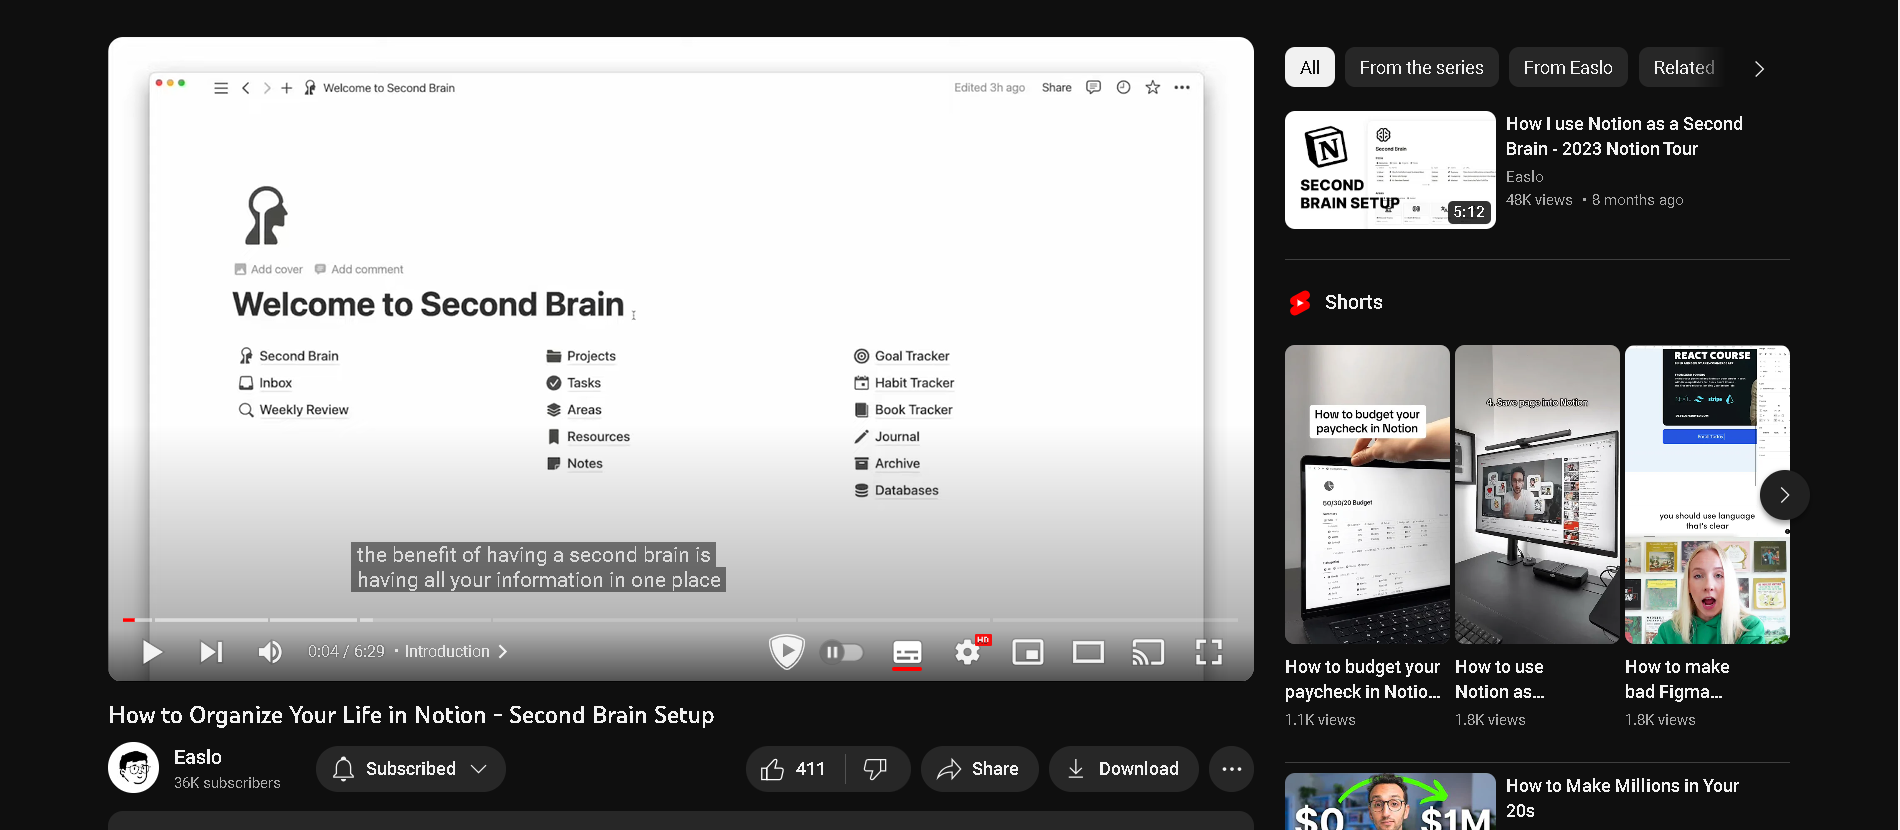 Welcome to Second Brain
Edited 3h ago
Share
Add cover
Add comment
Welcome to Second Brain
Second Brain
Inbox
Weekly Review
Projects
Tasks
Areas
Resources
Notes
Goal Tracker
Habit Tracker
Book Tracker
Journal
Archive
Databases
the benefit of having a second brain is
having all your information in one place
0:04 / 6:29 • Introduction
HD
How to Organize Your Life in Notion - Second Brain Setup
Easlo
36K subscribers
Subscribed
411
Share
Download
All
From the series
From Easlo
Related
N
Second Brain
SECOND
BRAIN SETUP
5:12
How I use Notion as a Second
Brain - 2023 Notion Tour
Easlo
48K views • 8 months ago
Shorts
How to budget your
paycheck in Notion
50/30/20 Budget
4. Save page into Notion
REACT COURSE
stripe
you should use language
that's clear
How to budget your
paycheck in Notio...
1.1K views
How to use
Notion as...
1.8K views
How to make
bad Figma...
1.8K views
$0
$1M
How to Make Millions in Your
20s